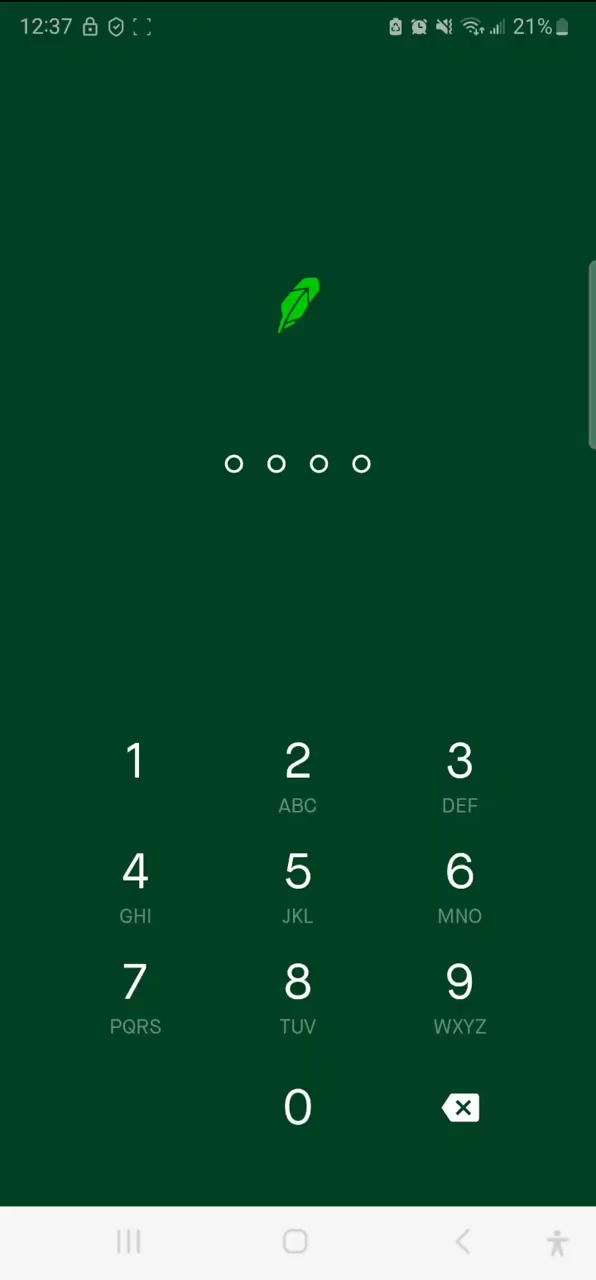 12:37 21%
1 2 3
ABC DEF
4 5 6
GHI JKL MNO
7 8 9
PQRS TUV WXYZ
0